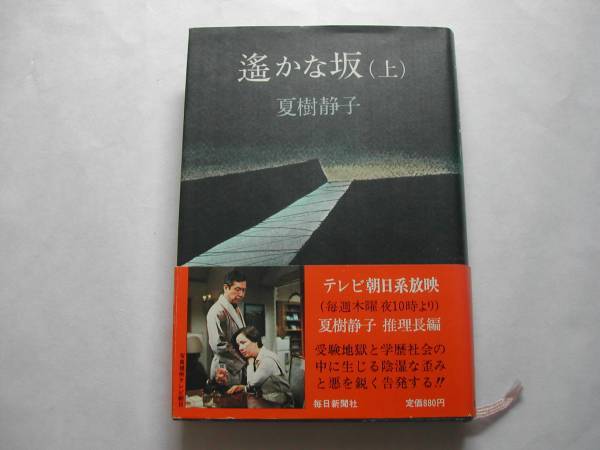 遙かな坂（上）
夏樹静子
テレビ朝日系放映
（毎週木曜 夜10時より）
夏樹静子 推理長編
受験地獄と学歴社会の
中に生じる陰湿な歪み
と悪を鋭く告発する!!
毎日新聞社
定価880円